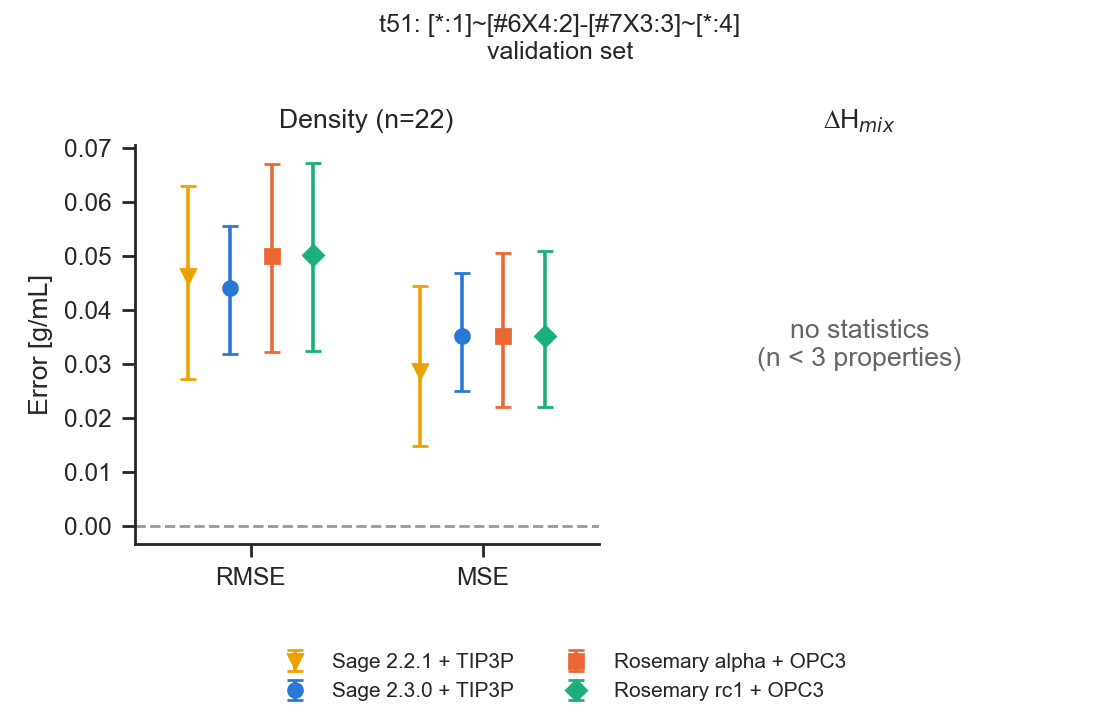 t51: [*:1]~[#6X4:2]-[#7X3:3]~[*:4]
validation set
Density (n=22)
ΔH_mix
0.07
0.06
0.05
0.04
0.03
0.02
0.01
0.00
Error [g/mL]
RMSE
MSE
no statistics
(n < 3 properties)
Sage 2.2.1 + TIP3P
Sage 2.3.0 + TIP3P
Rosemary alpha + OPC3
Rosemary rc1 + OPC3